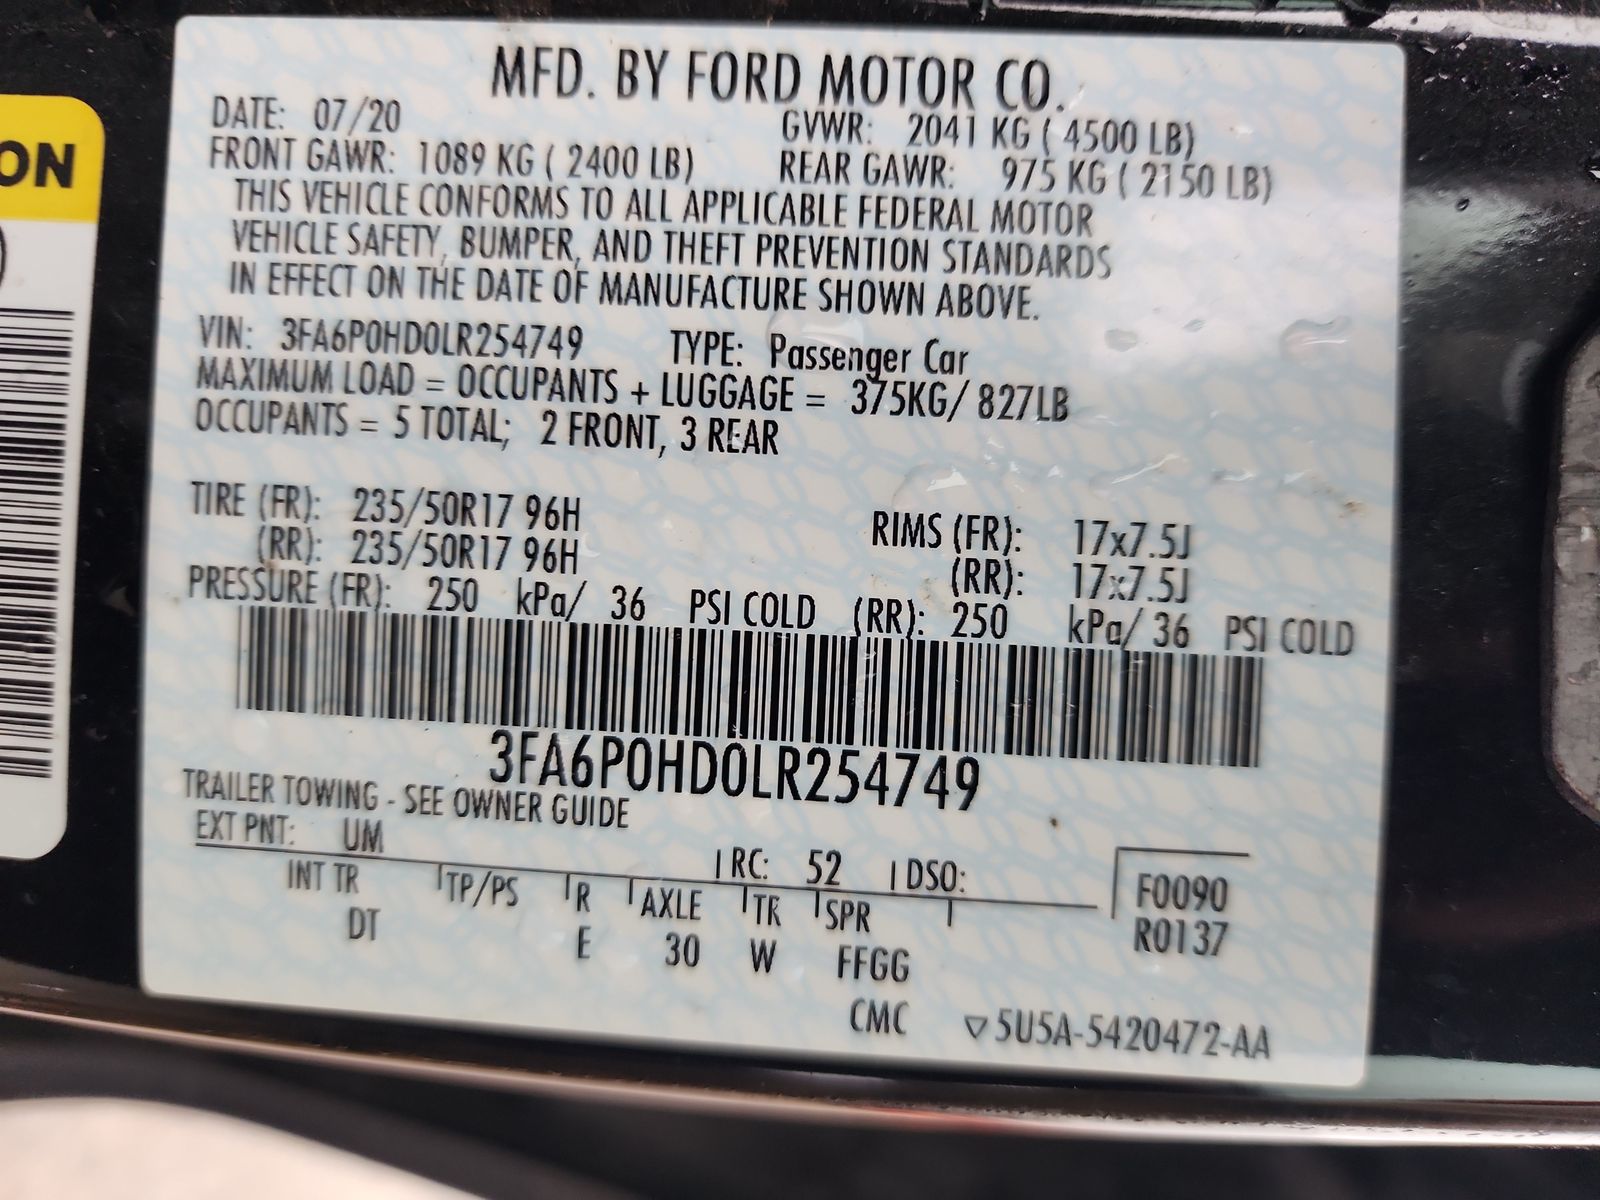 ON
)
MFD. BY FORD MOTOR CO.
DATE: 07/20 GVWR: 2041 KG ( 4500 LB)
FRONT GAWR: 1089 KG ( 2400 LB) REAR GAWR: 975 KG ( 2150 LB)
THIS VEHICLE CONFORMS TO ALL APPLICABLE FEDERAL MOTOR
VEHICLE SAFETY, BUMPER, AND THEFT PREVENTION STANDARDS
IN EFFECT ON THE DATE OF MANUFACTURE SHOWN ABOVE.
VIN: 3FA6P0HD0LR254749 TYPE: Passenger Car
MAXIMUM LOAD = OCCUPANTS + LUGGAGE = 375KG/ 827LB
OCCUPANTS = 5 TOTAL; 2 FRONT, 3 REAR
TIRE (FR): 235/50R17 96H RIMS (FR): 17x7.5J
(RR): 235/50R17 96H (RR): 17x7.5J
PRESSURE (FR): 250 kPa/ 36 PSI COLD (RR): 250 kPa/ 36 PSI COLD
3FA6P0HD0LR254749
TRAILER TOWING - SEE OWNER GUIDE
EXT PNT: UM RC: 52 DSO:
INT TR TP/PS R AXLE TR SPR F0090
DT E 30 W FFGG R0137
CMC ▽5U5A-5420472-AA